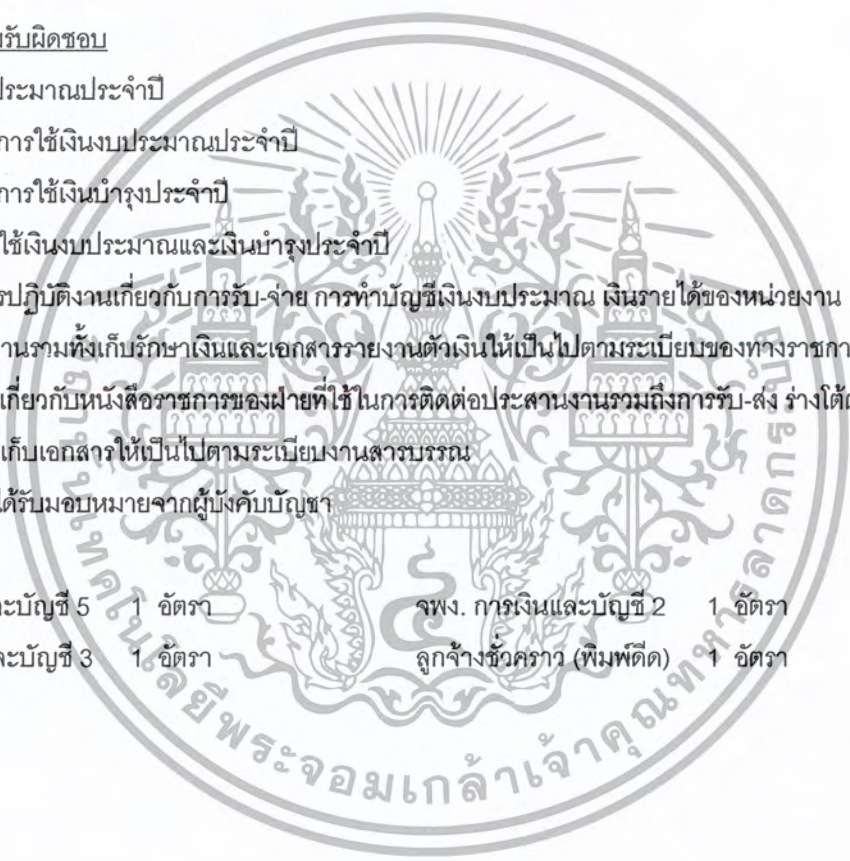 มรับผิดชอบ
ประมาณประจำปี
การใช้เงินงบประมาณประจำปี
การใช้เงินบำรุงประจำปี
ใช้เงินงบประมาณและเงินบำรุงประจำปี
รปฏิบัติงานเกี่ยวกับการรับ-จ่าย การทำบัญชีเงินงบประมาณ เงินรายได้ของหน่วยงาน
านรวมทั้งเก็บรักษาเงินและเอกสารรายงานตัวเงินให้เป็นไปตามระเบียบของทางราชกา
เกี่ยวกับหนังสือราชการของฝ่ายที่ใช้ในการติดต่อประสานงานรวมถึงการรับ-ส่ง ร่างโต้
เก็บเอกสารให้เป็นไปตามระเบียบงานสารบรรณ
ได้รับมอบหมายจากผู้บังคับบัญชา
ละบัญชี 5 1 อัตรา จพง. การเงินและบัญชี 2 1 อัตรา
ละบัญชี 3 1 อัตรา ลูกจ้างชั่วคราว (พิมพ์ดีด) 1 อัตรา
เทคโนโลยีพระจอมเกล้าเจ้าคุณทหารลาดกระบัง